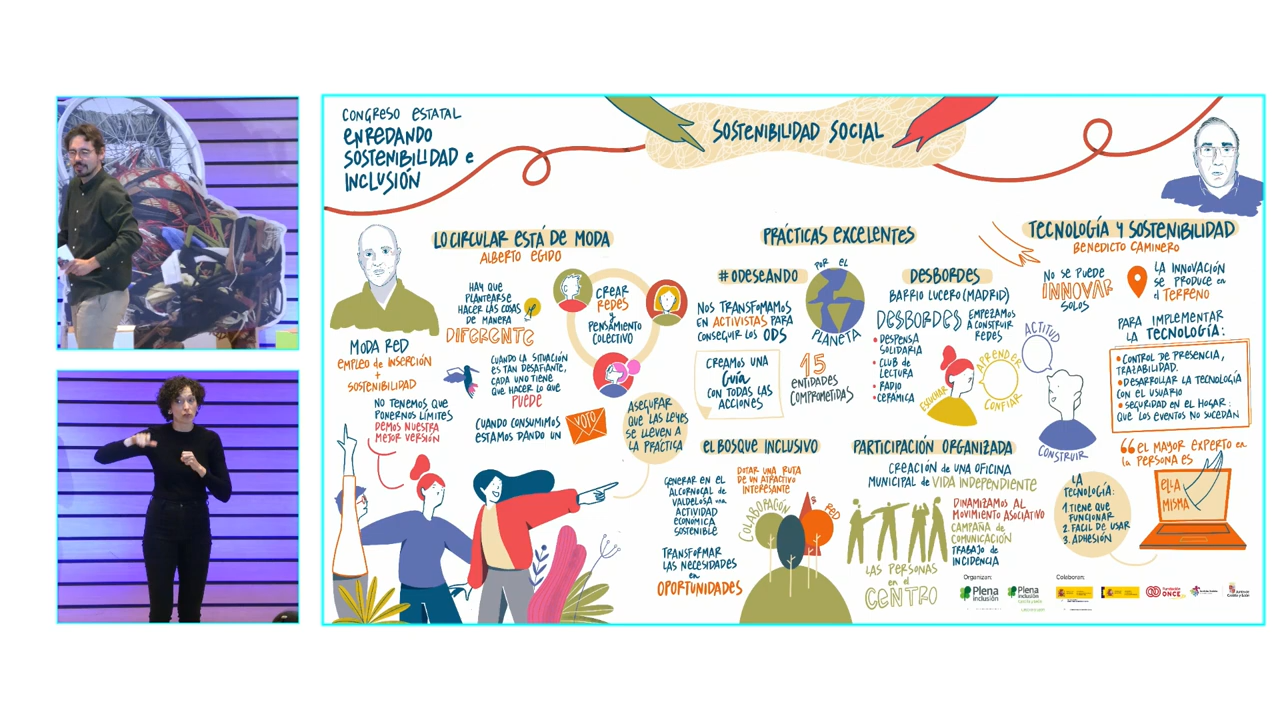 CONGRESO ESTATAL
ENREDANDO
SOSTENIBILIDAD e
INCLUSIÓN
SOSTENIBILIDAD SOCIAL
LO CIRCULAR ESTÁ DE MODA
ALBERTO EGIDO
HAY QUE
PLANTEARSE
HACER LAS COSAS
DE MANERA
DIFERENTE
CREAR
REDES
y
PENSAMIENTO
COLECTIVO
MODA RED
EMPLEO de INSERCIÓN
+
SOSTENIBILIDAD
CUANDO LA SITUACIÓN
ES TAN DESAFIANTE,
CADA UNO TIENE
QUE HACER LO QUE
PUEDE
NO TENEMOS QUE
PONERNOS LÍMITES
DEMOS NUESTRA
MEJOR VERSIÓN
CUANDO CONSUMIMOS
ESTAMOS DANDO UN
VOTO
ASEGURAR
QUE LAS LEYES
SE LLEVEN A
LA PRÁCTICA
PRÁCTICAS EXCELENTES
#ODESEANDO
POR EL
PLANETA
NOS TRANSFOMAMOS
EN ACTIVISTAS PARA
CONSEGUIR LOS ODS
CREAMOS UNA
Guía
CON TODAS LAS
ACCIONES
15
ENTIDADES
COMPROMETIDAS
DESBORDES
BARRIO LUCERO (MADRID)
DESBORDES
• DESPENSA
SOLIDARIA
• CLUB de
LECTURA
• RADIO
• CERÁMICA
EMPEZAMOS
A CONSTRUIR
REDES
ESCUCHAR
APRENDER
CONFIAR
ACTITUD
CONSTRUIR
EL BOSQUE INCLUSIVO
GENERAR EN EL
ALCORNOCAL de
VALDELOSA una
ACTIVIDAD
ECONÓMICA
SOSTENIBLE
DOTAR UNA RUTA
DE UN ATRACTIVO
INTERESANTE
COLABORACIÓN
RED
TRANSFORMAR
LAS NECESIDADES
en
OPORTUNIDADES
PARTICIPACIÓN ORGANIZADA
CREACIÓN de UNA OFICINA
MUNICIPAL de VIDA INDEPENDIENTE
DINAMIZAMOS AL
MOVIMIENTO ASOCIATIVO
CAMPAÑA de
COMUNICACIÓN
TRABAJO de
INCIDENCIA
LAS PERSONAS
en el
CENTRO
TECNOLOGÍA Y SOSTENIBILIDAD
BENEDICTO CAMINERO
NO SE PUEDE
INNOVAR
SOLOS
LA INNOVACIÓN
SE PRODUCE en
el TERRENO
PARA IMPLEMENTAR
LA TECNOLOGÍA:
• CONTROL DE PRESENCIA,
TRAZABILIDAD.
• DESARROLLAR LA TECNOLOGÍA
CON EL USUARIO
• SEGURIDAD EN EL HOGAR:
QUE LOS EVENTOS NO SUCEDAN
“EL MAYOR EXPERTO en
la PERSONA ES
ELLA
MISMA
LA
TECNOLOGÍA:
1. TIENE QUE
FUNCIONAR
2. FACIL DE USAR
3. ADHESIÓN
Organizan:
Plena
inclusión
Plena
inclusión
Colaboran:
ONCE